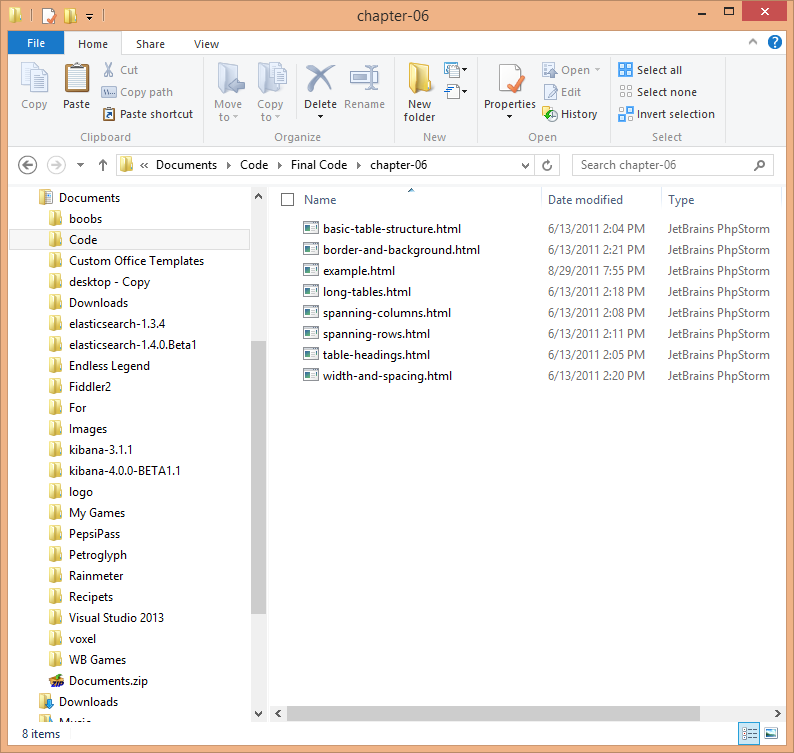 chapter-06
File Home Share View
Copy
Paste
Cut
Copy path
Paste shortcut
Clipboard
Move to
Copy to
Delete
Rename
Organize
New folder
New
Properties
Open
Edit
History
Open
Select all
Select none
Invert selection
Select
« Documents Code Final Code chapter-06
Search chapter-06
Documents
boobs
Code
Custom Office Templates
desktop - Copy
Downloads
elasticsearch-1.3.4
elasticsearch-1.4.0.Beta1
Endless Legend
Fiddler2
For
Images
kibana-3.1.1
kibana-4.0.0-BETA1.1
logo
My Games
PepsiPass
Petroglyph
Rainmeter
Recipets
Visual Studio 2013
voxel
WB Games
Documents.zip
Downloads
Music
Name Date modified Type
basic-table-structure.html 6/13/2011 2:04 PM JetBrains PhpStorm
border-and-background.html 6/13/2011 2:21 PM JetBrains PhpStorm
example.html 8/29/2011 7:55 PM JetBrains PhpStorm
long-tables.html 6/13/2011 2:18 PM JetBrains PhpStorm
spanning-columns.html 6/13/2011 2:08 PM JetBrains PhpStorm
spanning-rows.html 6/13/2011 2:11 PM JetBrains PhpStorm
table-headings.html 6/13/2011 2:05 PM JetBrains PhpStorm
width-and-spacing.html 6/13/2011 2:20 PM JetBrains PhpStorm
8 items